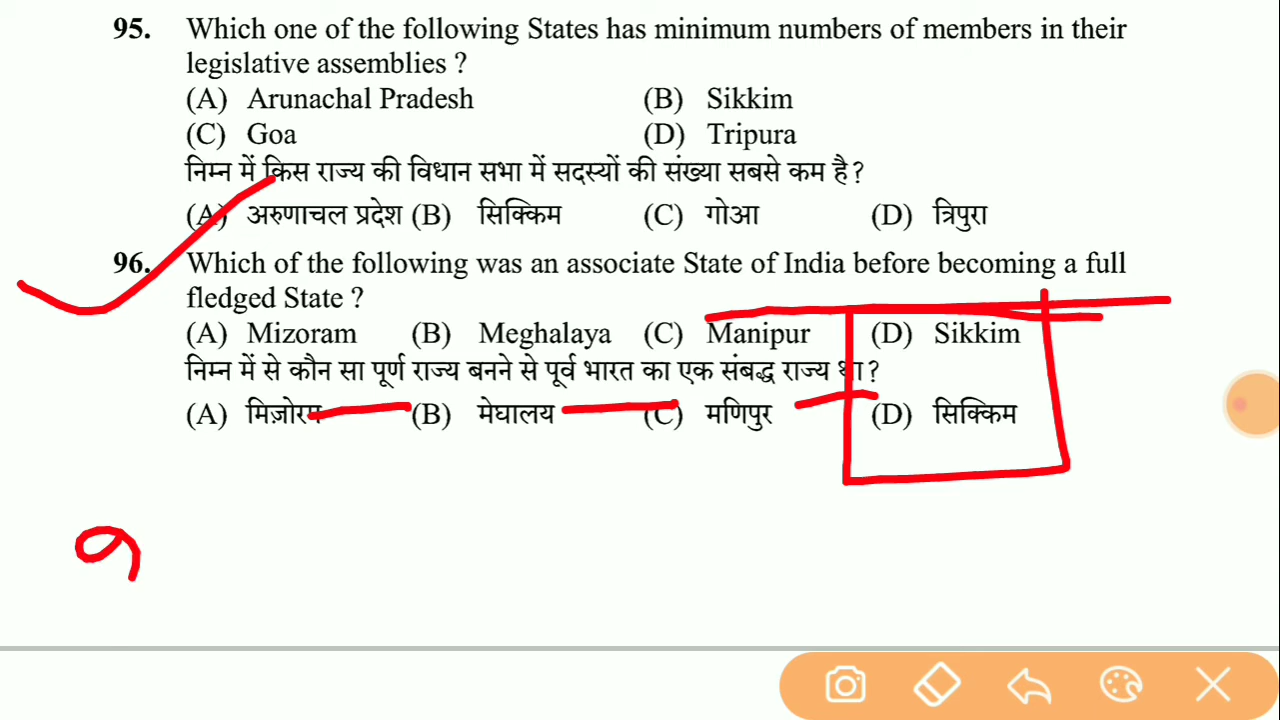 95. Which one of the following States has minimum numbers of members in their
legislative assemblies ?
(A) Arunachal Pradesh (B) Sikkim
(C) Goa (D) Tripura
निम्न में किस राज्य की विधान सभा में सदस्यों की संख्या सबसे कम है?
(A) अरुणाचल प्रदेश (B) सिक्किम (C) गोआ (D) त्रिपुरा
96. Which of the following was an associate State of India before becoming a full
fledged State ?
(A) Mizoram (B) Meghalaya (C) Manipur (D) Sikkim
निम्न में से कौन सा पूर्ण राज्य बनने से पूर्व भारत का एक संबद्ध राज्य था?
(A) मिज़ोरम (B) मेघालय (C) मणिपुर (D) सिक्किम